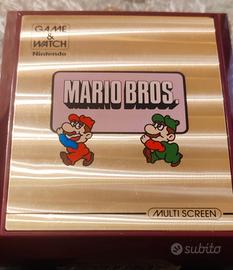 GAME
&
WATCH
Nintendo
MARIO BROS.
MULTI SCREEN
subito